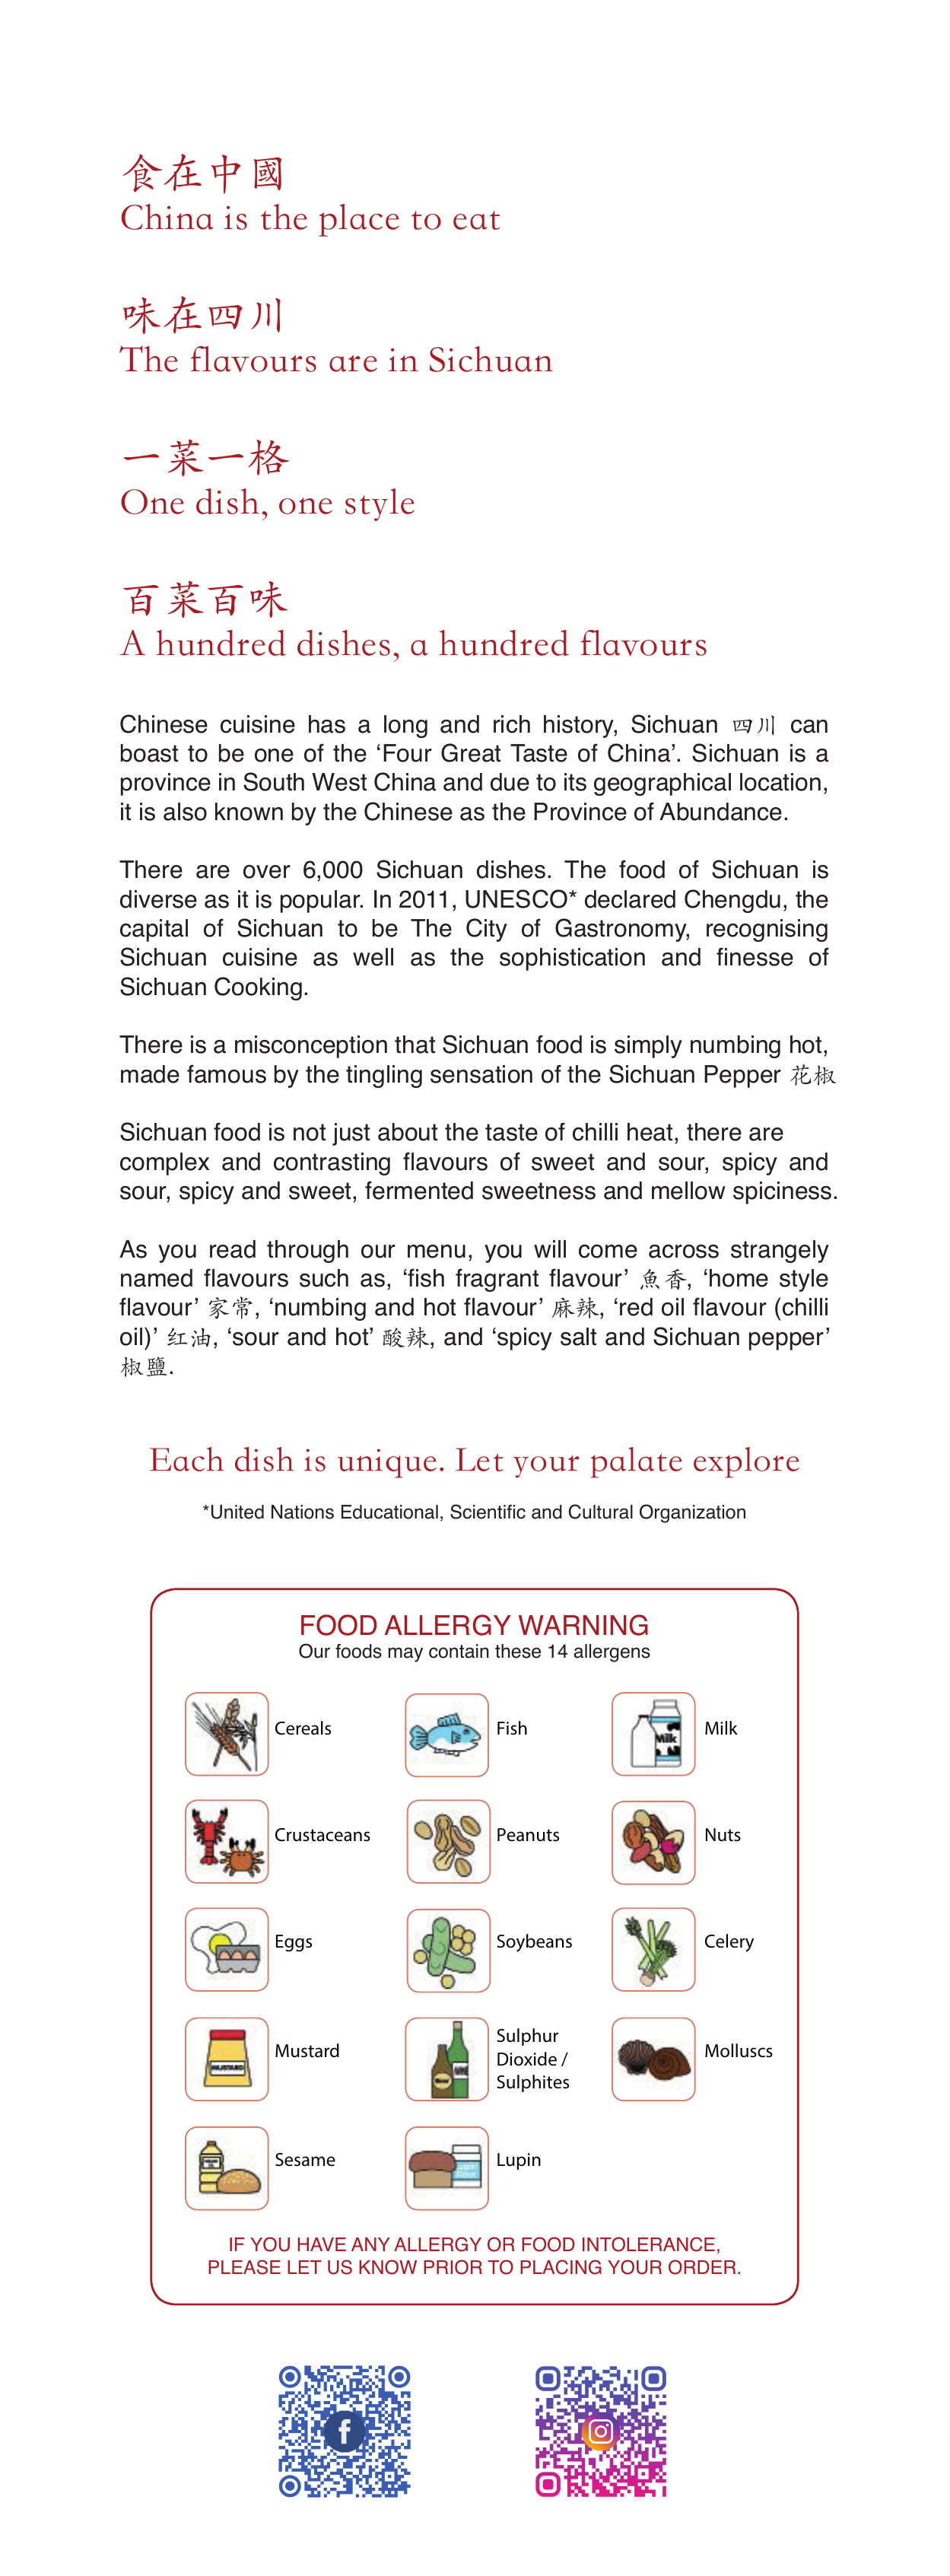 食在中國
China is the place to eat
味在四川
The flavours are in Sichuan
一菜一格
One dish, one style
百菜百味
A hundred dishes, a hundred flavours
Chinese cuisine has a long and rich history, Sichuan 四川 can
boast to be one of the ‘Four Great Taste of China’. Sichuan is a
province in South West China and due to its geographical location,
it is also known by the Chinese as the Province of Abundance.
There are over 6,000 Sichuan dishes. The food of Sichuan is
diverse as it is popular. In 2011, UNESCO* declared Chengdu, the
capital of Sichuan to be The City of Gastronomy, recognising
Sichuan cuisine as well as the sophistication and finesse of
Sichuan Cooking.
There is a misconception that Sichuan food is simply numbing hot,
made famous by the tingling sensation of the Sichuan Pepper 花椒
Sichuan food is not just about the taste of chilli heat, there are
complex and contrasting flavours of sweet and sour, spicy and
sour, spicy and sweet, fermented sweetness and mellow spiciness.
As you read through our menu, you will come across strangely
named flavours such as, ‘fish fragrant flavour’ 魚香, ‘home style
flavour’ 家常, ‘numbing and hot flavour’ 麻辣, ‘red oil flavour (chilli
oil)’ 红油, ‘sour and hot’ 酸辣, and ‘spicy salt and Sichuan pepper’
椒鹽.
Each dish is unique. Let your palate explore
*United Nations Educational, Scientific and Cultural Organization
FOOD ALLERGY WARNING
Our foods may contain these 14 allergens
Cereals
Fish
Milk
Milk
Crustaceans
Peanuts
Nuts
Eggs
Soybeans
Celery
MUSTARD
Mustard
Sulphur
Dioxide /
Sulphites
Molluscs
Sesame
Lupin
IF YOU HAVE ANY ALLERGY OR FOOD INTOLERANCE,
PLEASE LET US KNOW PRIOR TO PLACING YOUR ORDER.